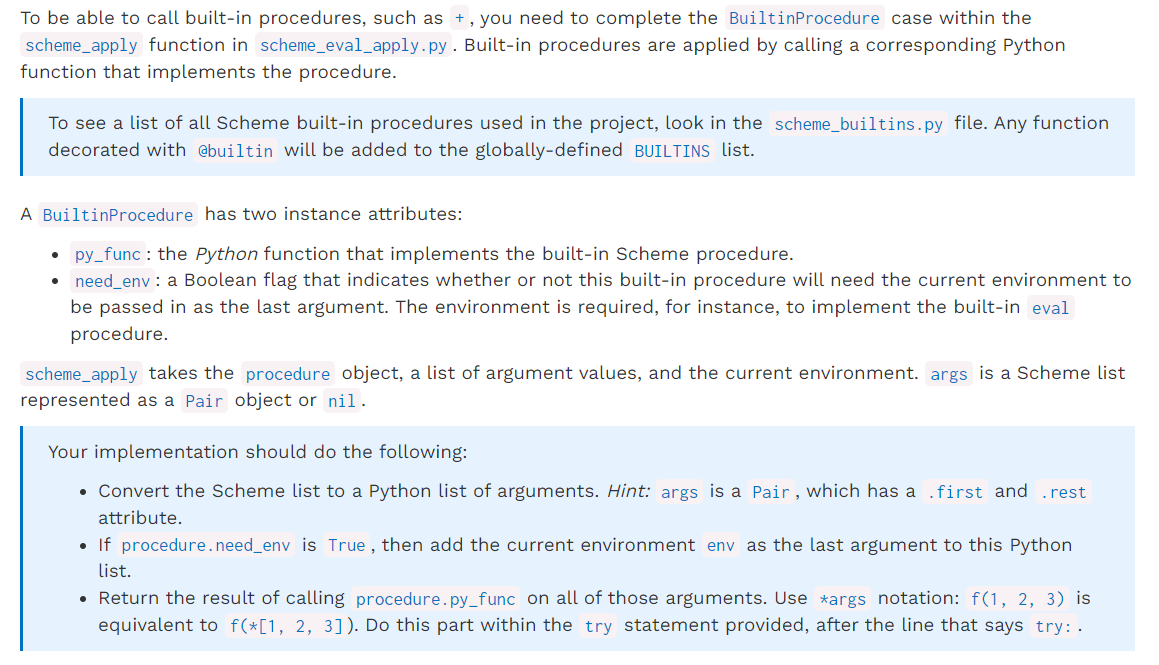 To be able to call built-in procedures, such as +, you need to complete the BuiltinProcedure case within the
scheme_apply function in scheme_eval_apply.py. Built-in procedures are applied by calling a corresponding Python
function that implements the procedure.
To see a list of all Scheme built-in procedures used in the project, look in the scheme_builtins.py file. Any function
decorated with @builtin will be added to the globally-defined BUILTINS list.
A BuiltinProcedure has two instance attributes:
• py_func: the Python function that implements the built-in Scheme procedure.
• need_env: a Boolean flag that indicates whether or not this built-in procedure will need the current environment to
be passed in as the last argument. The environment is required, for instance, to implement the built-in eval
procedure.
scheme_apply takes the procedure object, a list of argument values, and the current environment. args is a Scheme list
represented as a Pair object or nil.
Your implementation should do the following:
• Convert the Scheme list to a Python list of arguments. Hint: args is a Pair, which has a .first and .rest
attribute.
• If procedure.need_env is True, then add the current environment env as the last argument to this Python
list.
• Return the result of calling procedure.py_func on all of those arguments. Use *args notation: f(1, 2, 3) is
equivalent to f(*[1, 2, 3]). Do this part within the try statement provided, after the line that says try:.